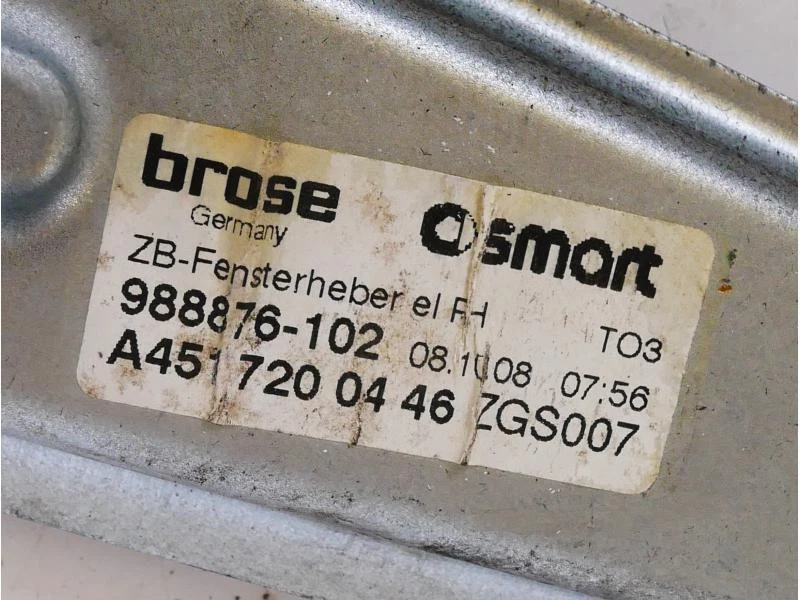 brose smart
Germany
ZB-Fensterheber el FH TO3
988876-102 08.10.08 07:56
A451 720 04 46 ZGS007